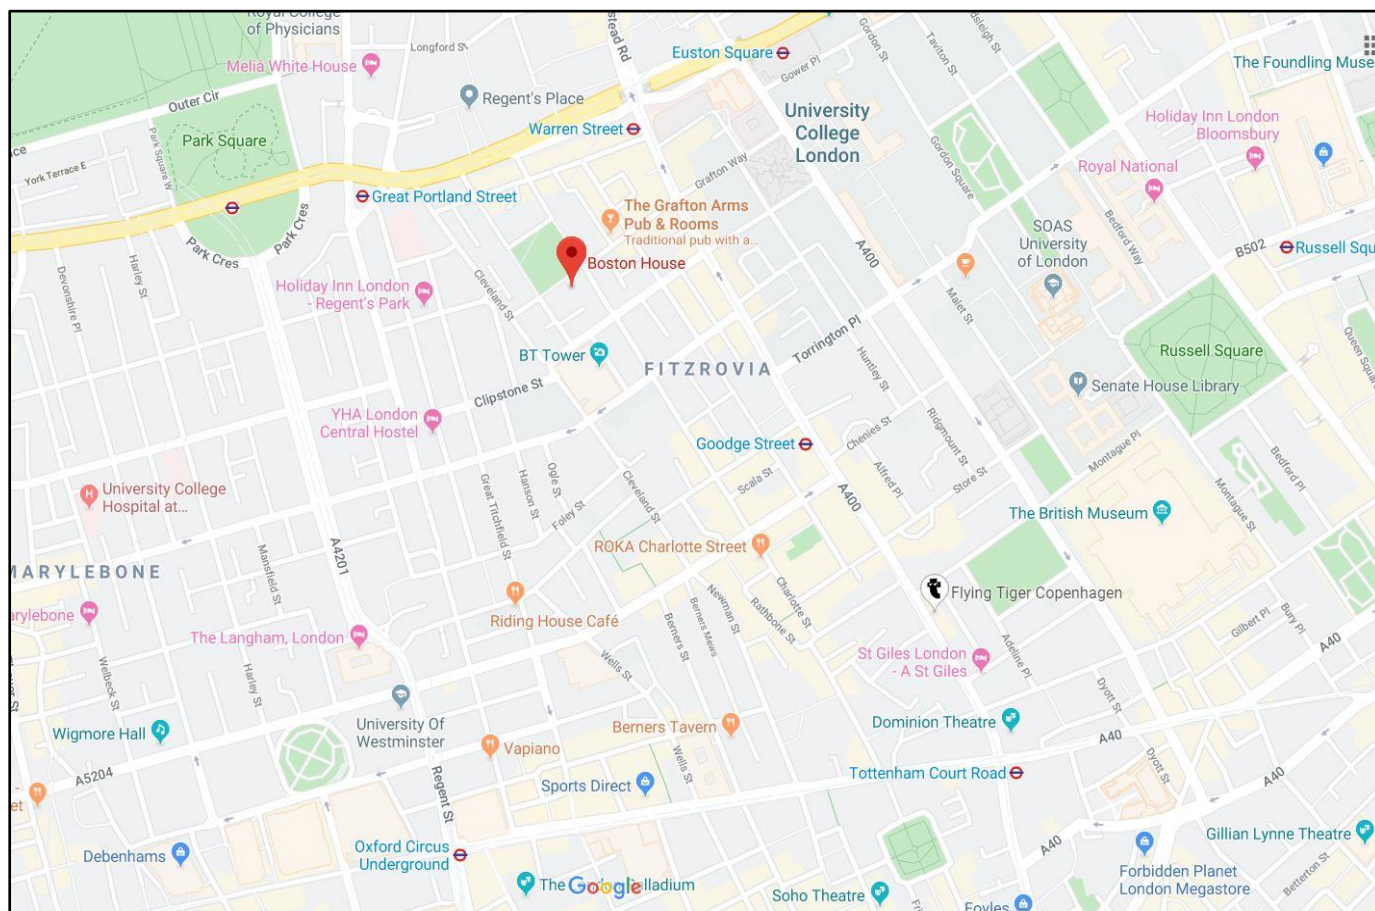 Royal College
of Physicians
Longford St
stead Rd
Euston Square
Gower Pl
Gordon St
Taviton St
dsleigh St
The Foundling Muse
Meliá White House
Outer Cir
Regent's Place
University
College
London
Holiday Inn London
Bloomsbury
Warren Street
Park Square
Park Square W
York Terrace E
ce
Grafton Way
Gordon Square
Royal National
Great Portland Street
The Grafton Arms
Pub & Rooms
Traditional pub with a...
Park Cres
Park Cres
SOAS
University
of London
Bedford Way
B502
Russell Squ
A400
Boston House
Devonshire Pl
Harley St
Holiday Inn London
- Regent's Park
Cleveland St
Malet St
BT Tower
FITZROVIA
Torrington Pl
Huntley St
Russell Square
Queen Squar
Clipstone St
Senate House Library
YHA London
Central Hostel
Goodge Street
Chenies St
Ridgmount St
Montague Pl
Bedford Pl
University College
Hospital at...
Great Titchfield St
Hanson St
Ogle St
Foley St
Cleveland St
Scala St
Alfred Pl
Store St
A400
Montague St
The British Museum
A4201
Mansfield St
MARYLEBONE
ROKA Charlotte Street
Charlotte St
Rathbone St
Newman St
Berners Mews
Berners St
Flying Tiger Copenhagen
arylebone
Riding House Café
Gilbert Pl
Bury Pl
A40
The Langham, London
Welbeck St
Harley St
Wells St
St Giles London
- A St Giles
Adeline Pl
Dyott St
Wigmore Hall
University Of
Westminster
Berners Tavern
Dominion Theatre
A40
Vapiano
Wells St
A5204
Regent St
Sports Direct
Tottenham Court Road
Dyott St
A40
et
Debenhams
Oxford Circus
Underground
A40
Gillian Lynne Theatre
Forbidden Planet
London Megastore
Betterton St
The
Google
lladium
Soho Theatre
Foyles